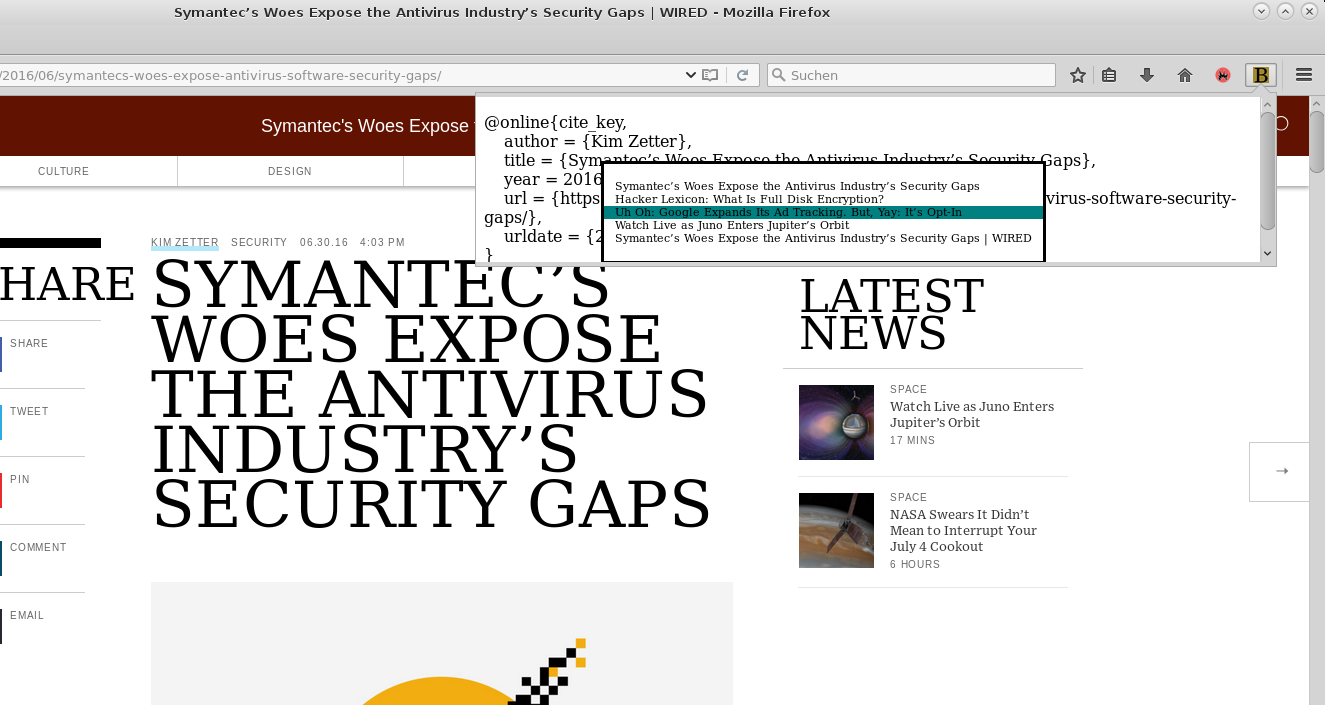 Symantec’s Woes Expose the Antivirus Industry’s Security Gaps | WIRED - Mozilla Firefox
/2016/06/symantecs-woes-expose-antivirus-software-security-gaps/
Suchen
B
Symantec's Woes Expose
CULTURE
DESIGN
@online{cite_key,
author = {Kim Zetter},
title = {Symantec’s Woes Expose the Antivirus Industry’s Security Gaps},
year = 2016
url = {https
virus-software-security-
gaps/},
urldate = {2
}
Symantec’s Woes Expose the Antivirus Industry’s Security Gaps
Hacker Lexicon: What Is Full Disk Encryption?
Uh Oh: Google Expands Its Ad Tracking. But, Yay: It’s Opt-In
Watch Live as Juno Enters Jupiter’s Orbit
Symantec’s Woes Expose the Antivirus Industry’s Security Gaps | WIRED
HARE
SHARE
TWEET
PIN
COMMENT
EMAIL
KIM ZETTER SECURITY 06.30.16 4:03 PM
SYMANTEC’S
WOES EXPOSE
THE ANTIVIRUS
INDUSTRY’S
SECURITY GAPS
LATEST
NEWS
SPACE
Watch Live as Juno Enters
Jupiter’s Orbit
17 MINS
SPACE
NASA Swears It Didn’t
Mean to Interrupt Your
July 4 Cookout
6 HOURS